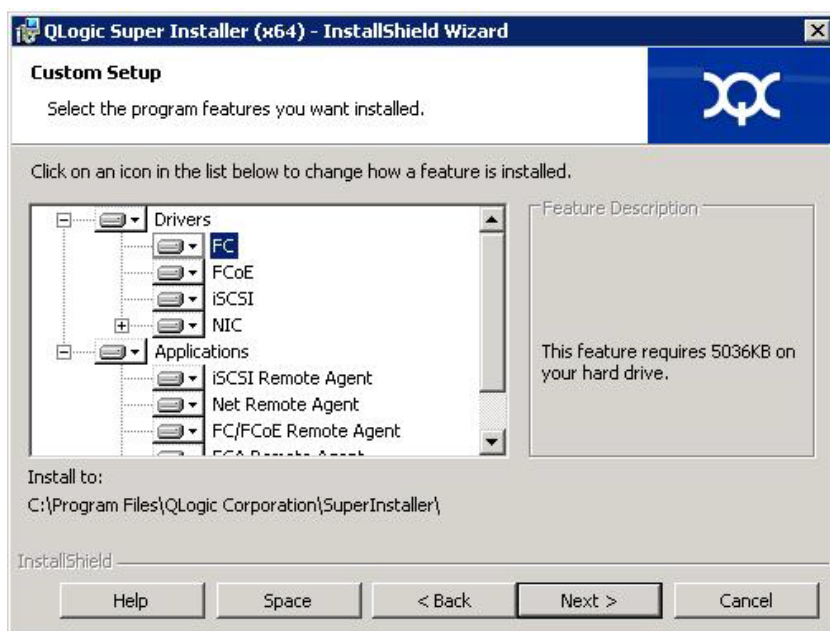 QLogic Super Installer (x64) - InstallShield Wizard
Custom Setup
Select the program features you want installed.
Click on an icon in the list below to change how a feature is installed.
Drivers
FC
FCoE
iSCSI
NIC
Applications
iSCSI Remote Agent
Net Remote Agent
FC/FCoE Remote Agent
Feature Description
This feature requires 5036KB on
your hard drive.
Install to:
C:\Program Files\QLogic Corporation\SuperInstaller\
InstallShield
Help
Space
< Back
Next >
Cancel